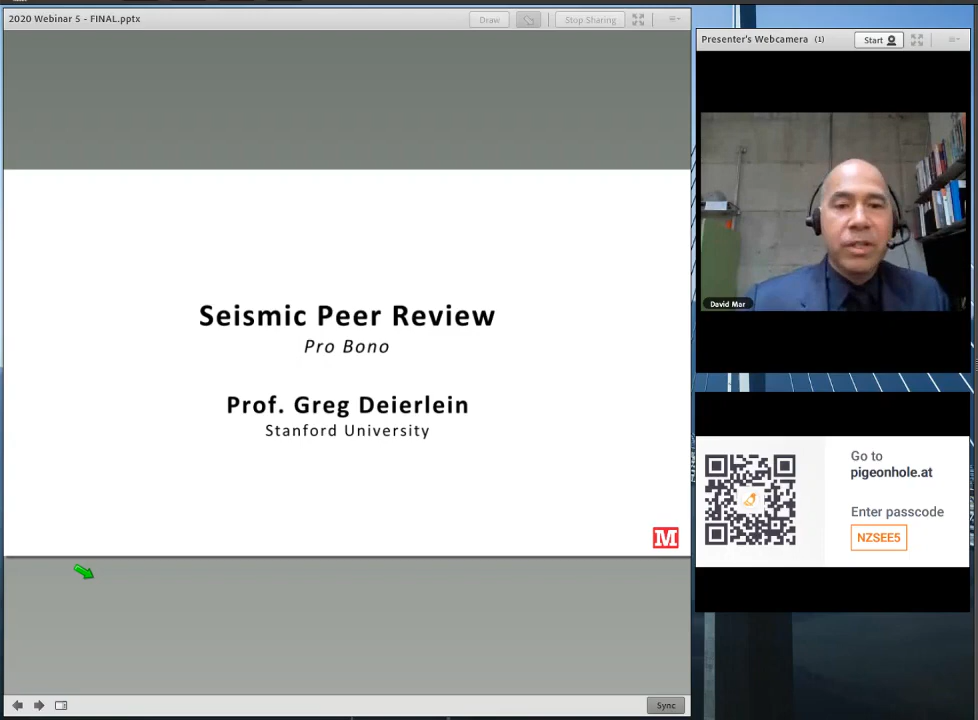 2020 Webinar 5 - FINAL.pptx
Draw
Stop Sharing
Seismic Peer Review
Pro Bono
Prof. Greg Deierlein
Stanford University
M
Sync
Presenter's Webcamera (1)
Start
David Mar
Go to
pigeonhole.at
Enter passcode
NZSEE5